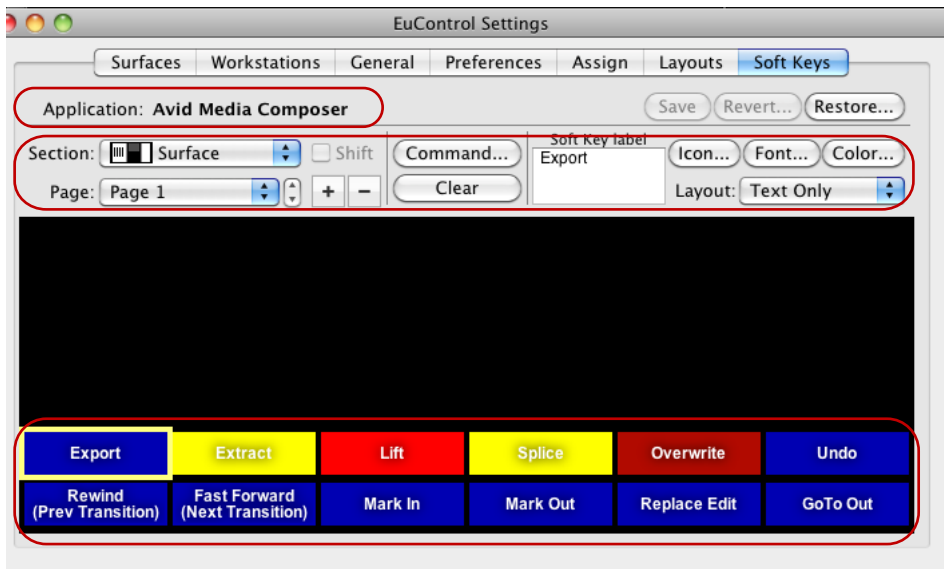 EuControl Settings
Surfaces Workstations General Preferences Assign Layouts Soft Keys
Application: Avid Media Composer Save Revert... Restore...
Section: Surface Shift Command... Soft Key label Icon... Font... Color...
Export
Page: Page 1 + - Clear Layout: Text Only
Export Extract Lift Splice Overwrite Undo
Rewind Fast Forward Mark In Mark Out Replace Edit GoTo Out
(Prev Transition) (Next Transition)